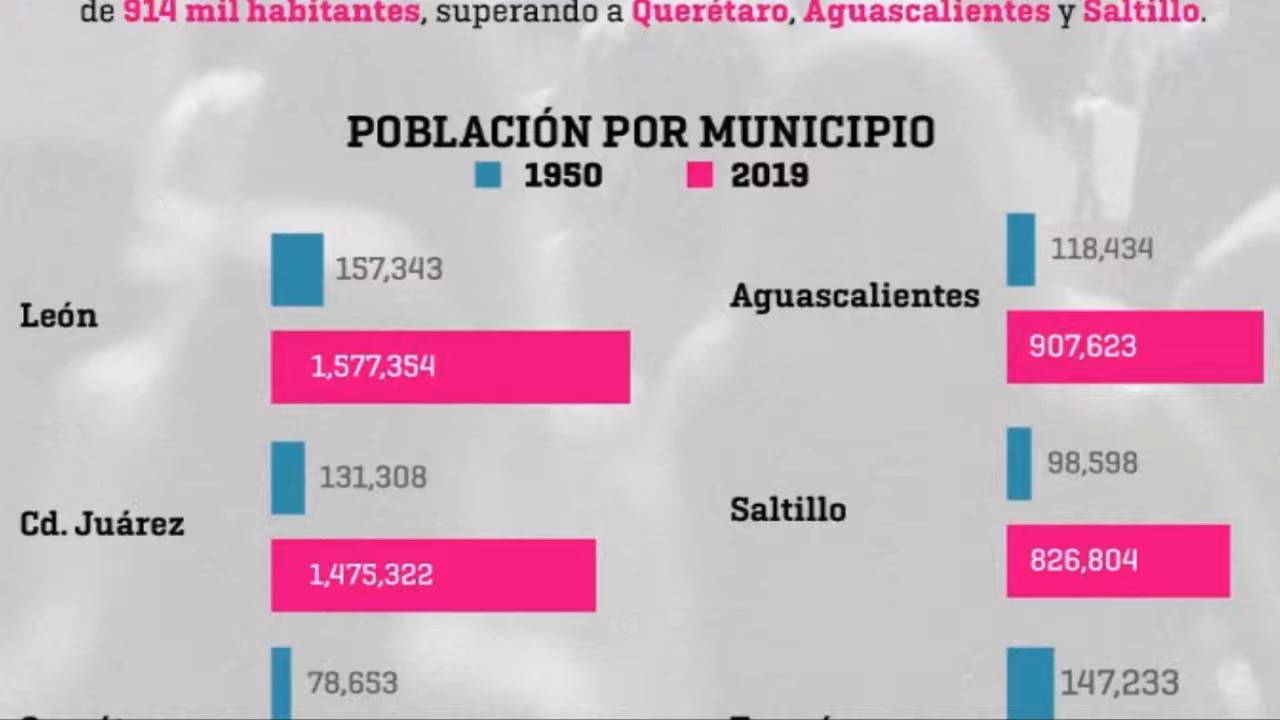 de 914 mil habitantes, superando a Querétaro, Aguascalientes y Saltillo.
POBLACIÓN POR MUNICIPIO
1950 2019
León
157,343
1,577,354
Cd. Juárez
131,308
1,475,322
78,653
Aguascalientes
118,434
907,623
Saltillo
98,598
826,804
147,233